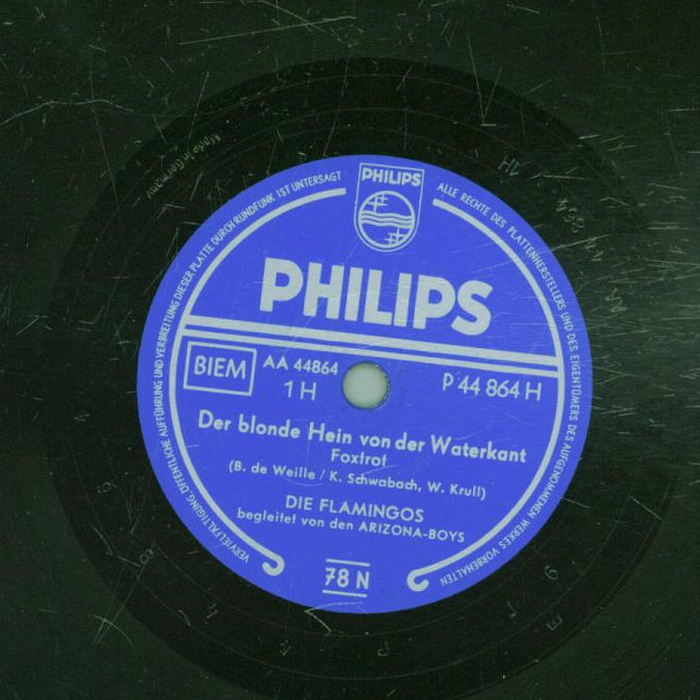 PHILIPS
PHILIPS
BIEM
AA 44864
1 H
P 44 864 H
Der blonde Hein von der Waterkant
Foxtrot
(B. de Weille / K. Schwabach, W. Krull)
DIE FLAMINGOS
begleitet von den ARIZONA-BOYS
78 N
ALLE RECHTE DES PLATTENHERSTELLERS UND DES EIGENTÜMERS DES AUFGENOMMENEN WERKES VORBEHALTEN
VERVIELFÄLTIGUNG, ÖFFENTLICHE AUFFÜHRUNG UND VERBREITUNG DIESER PLATTE DURCH RUNDFUNK IST UNTERSAGT
Made in Germany